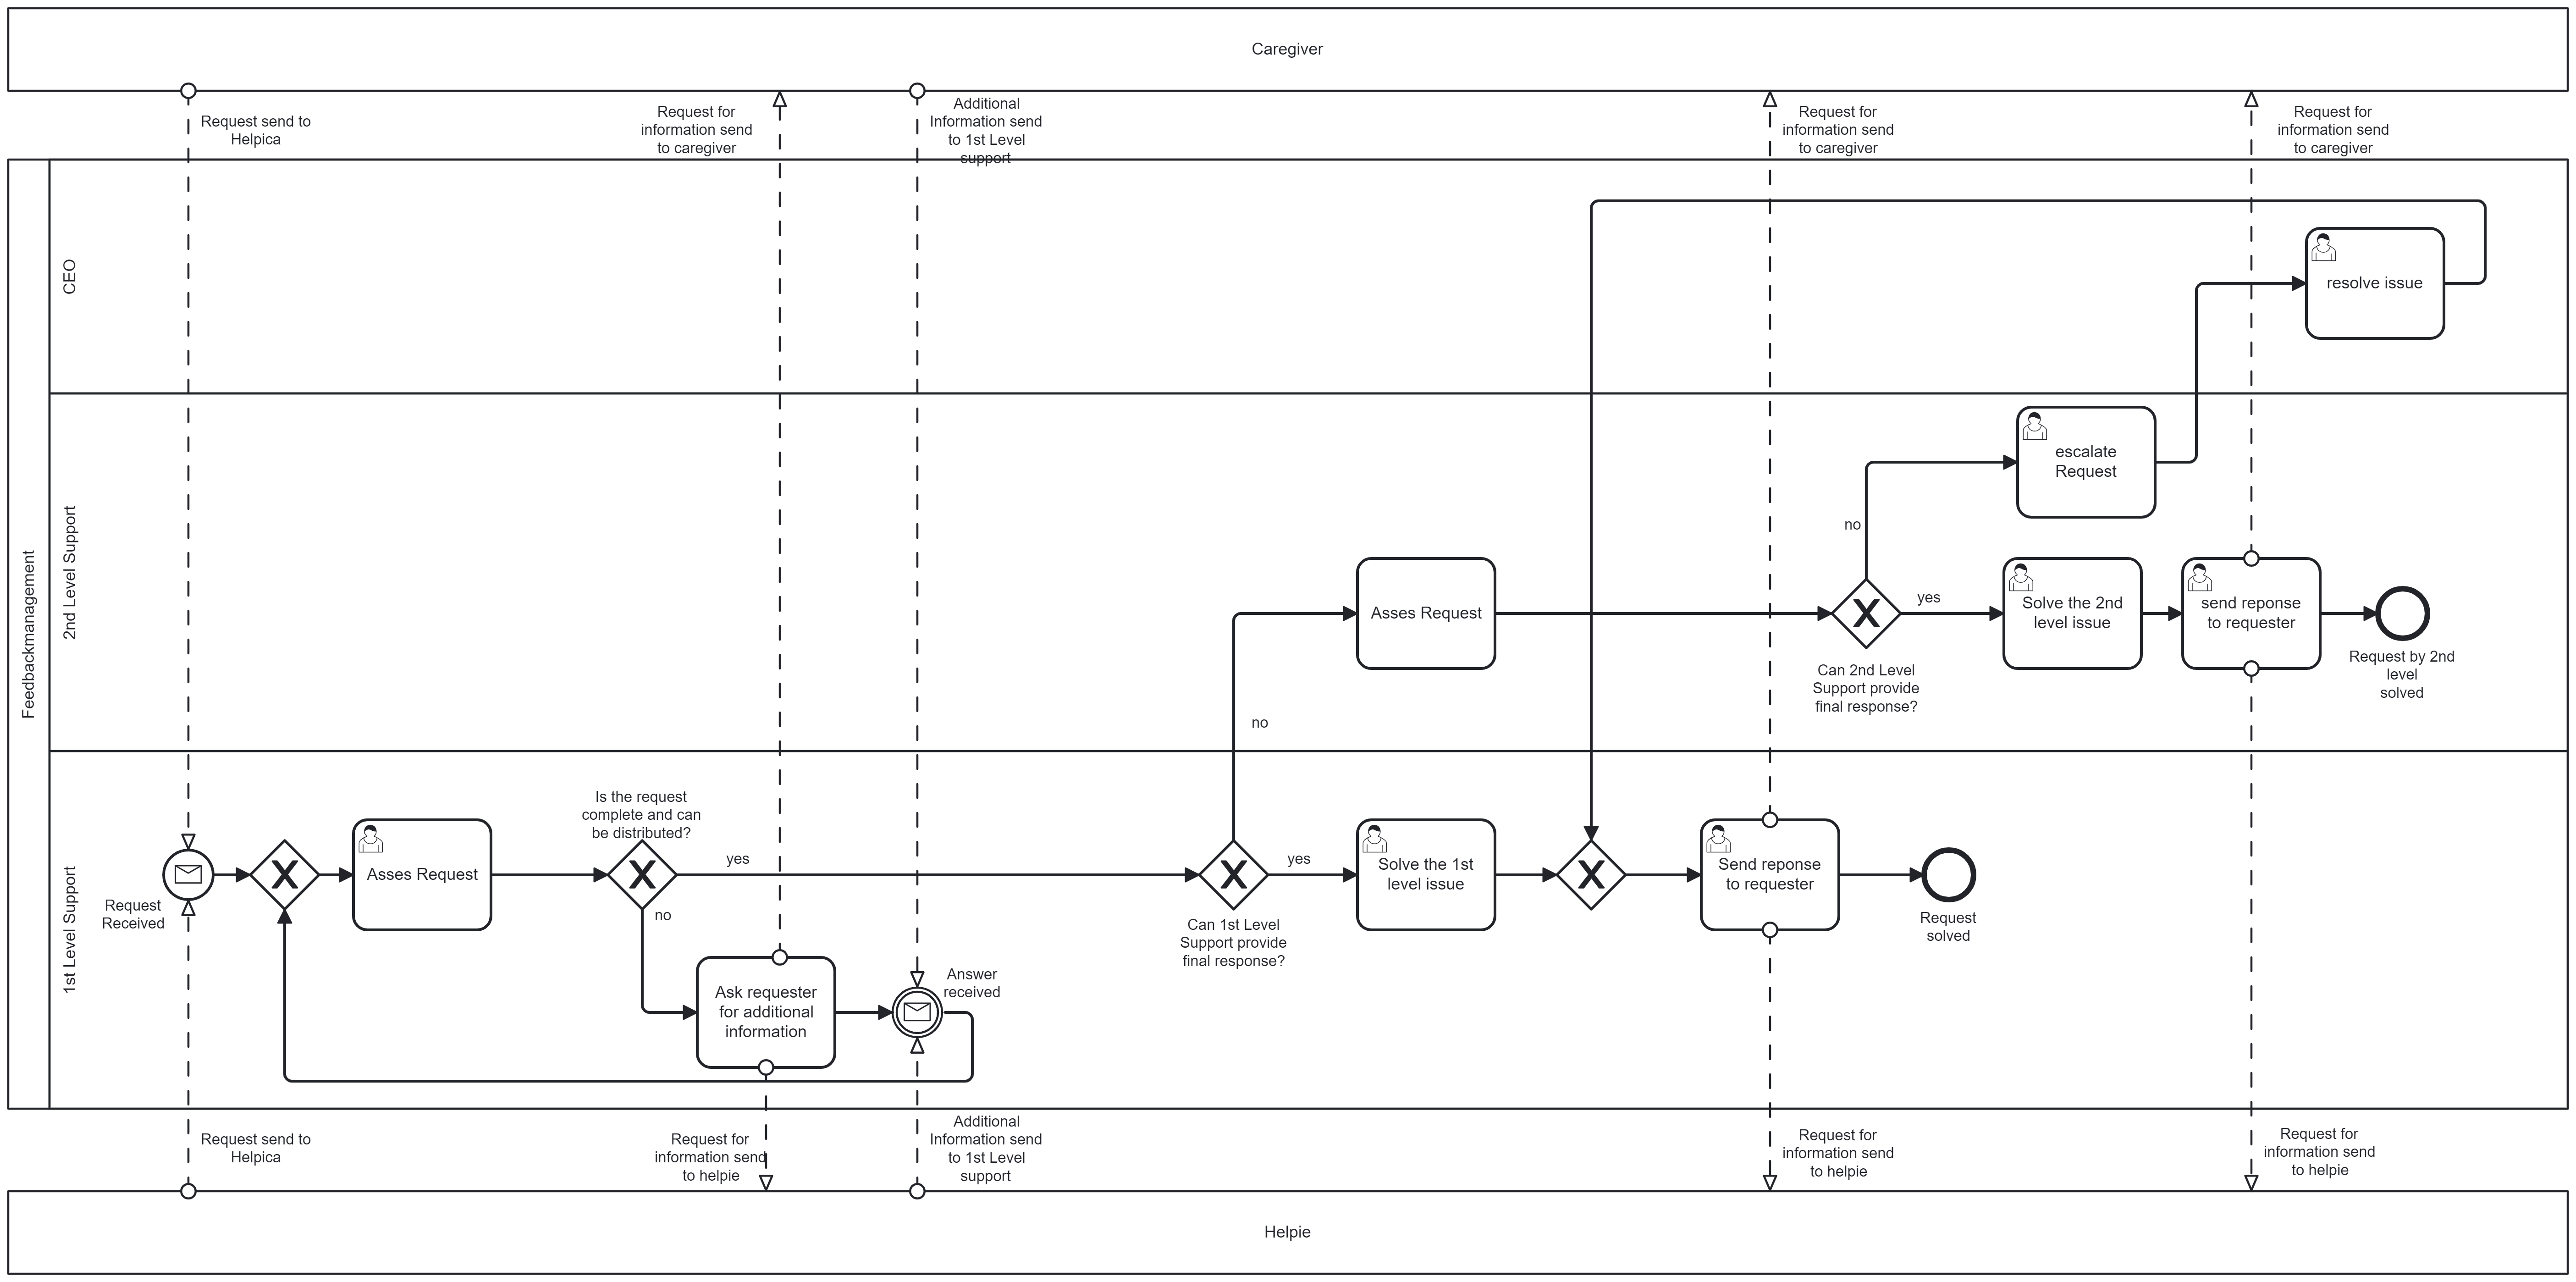 Caregiver
Request send to
Helpica
Request for
information send
to caregiver
Additional
Information send
to 1st Level
support
Request for
information send
to caregiver
Request for
information send
to caregiver
Feedbackmanagement
CEO
resolve issue
2nd Level Support
escalate
Request
no
Asses Request
yes
Solve the 2nd
level issue
send reponse
to requester
Can 2nd Level
Support provide
final response?
Request by 2nd
level
solved
no
1st Level Support
Request
Received
Asses Request
Is the request
complete and can
be distributed?
yes
no
Ask requester
for additional
information
Answer
received
Can 1st Level
Support provide
final response?
yes
Solve the 1st
level issue
Send reponse
to requester
Request
solved
Request send to
Helpica
Request for
information send
to helpie
Additional
Information send
to 1st Level
support
Request for
information send
to helpie
Request for
information send
to helpie
Helpie